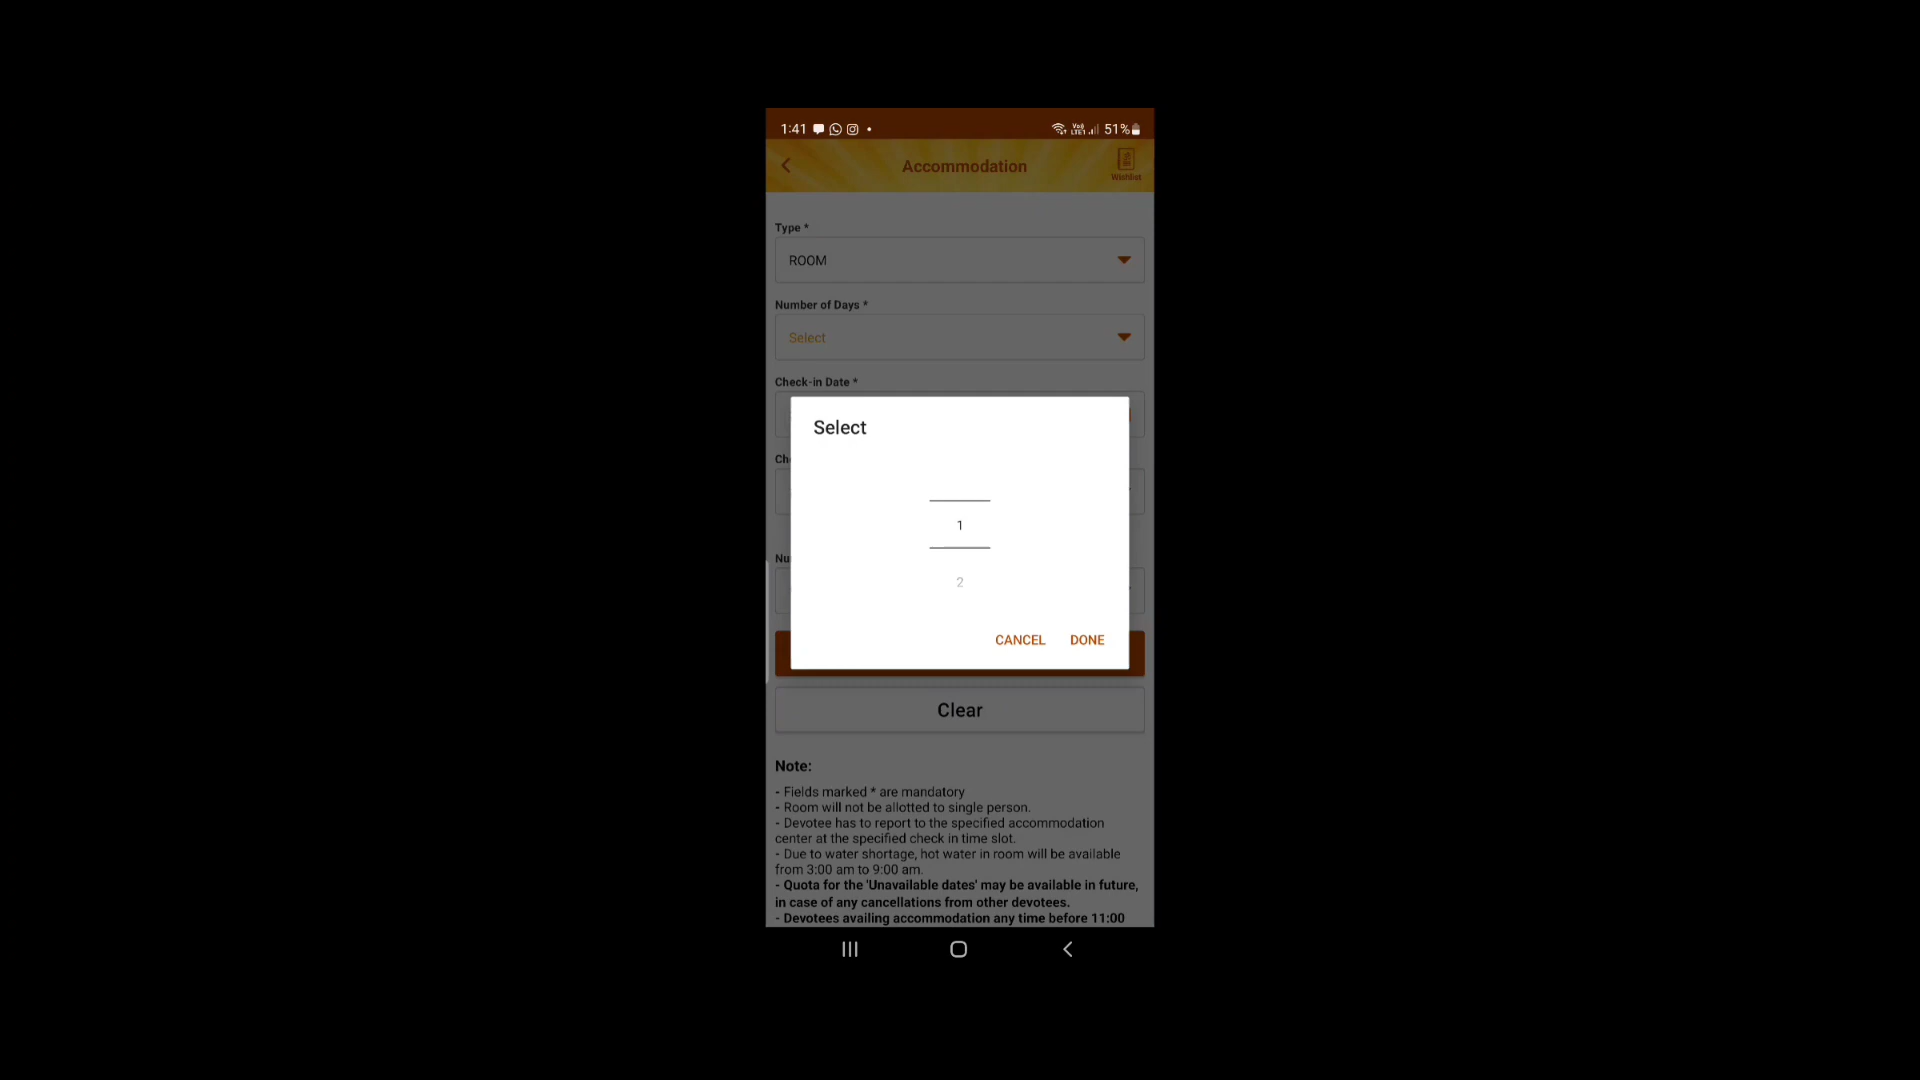 1:41
VoI)
LTE1
51%
Accommodation
Wishlist
Type *
ROOM
Number of Days *
Select
Check-in Date *
Select
1
2
CANCEL
DONE
Clear
Note:
- Fields marked * are mandatory
- Room will not be allotted to single person.
- Devotee has to report to the specified accommodation
center at the specified check in time slot.
- Due to water shortage, hot water in room will be available
from 3:00 am to 9:00 am.
- Quota for the 'Unavailable dates' may be available in future,
in case of any cancellations from other devotees.
- Devotees availing accommodation any time before 11:00